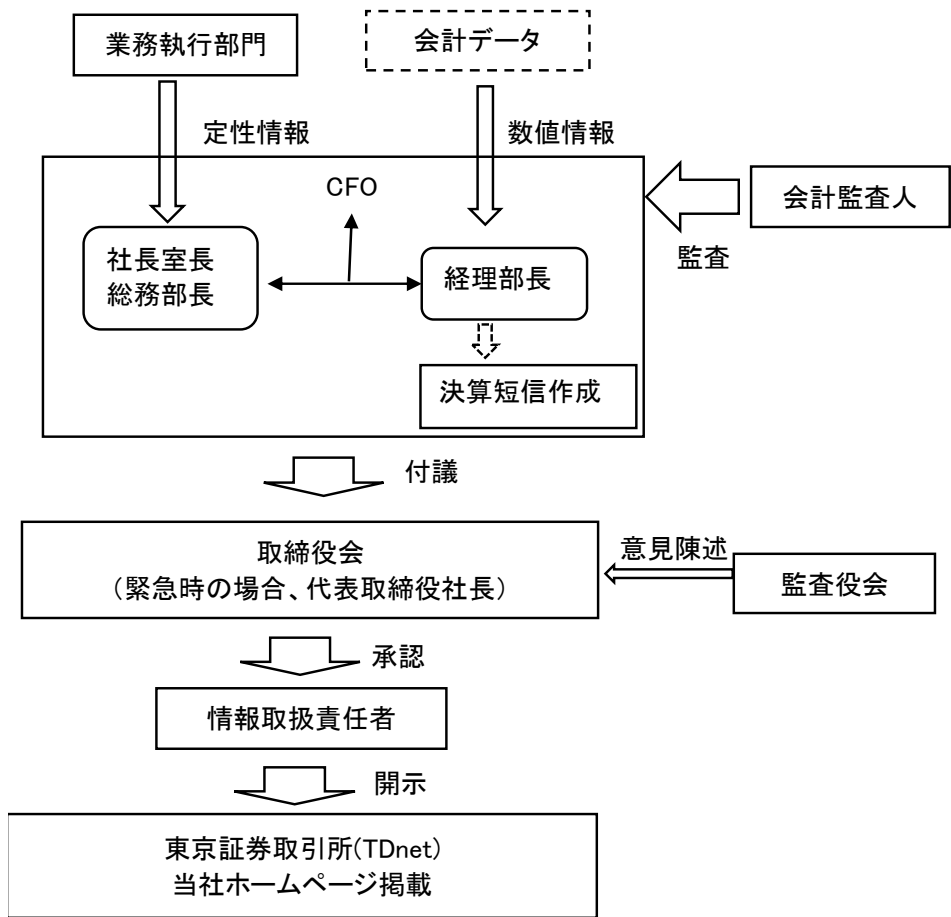 業務執行部門
会計データ
定性情報
数値情報
CFO
会計監査人
監査
社長室長
総務部長
経理部長
決算短信作成
付議
取締役会
（緊急時の場合、代表取締役社長）
意見陳述
監査役会
承認
情報取扱責任者
開示
東京証券取引所(TDnet)
当社ホームページ掲載